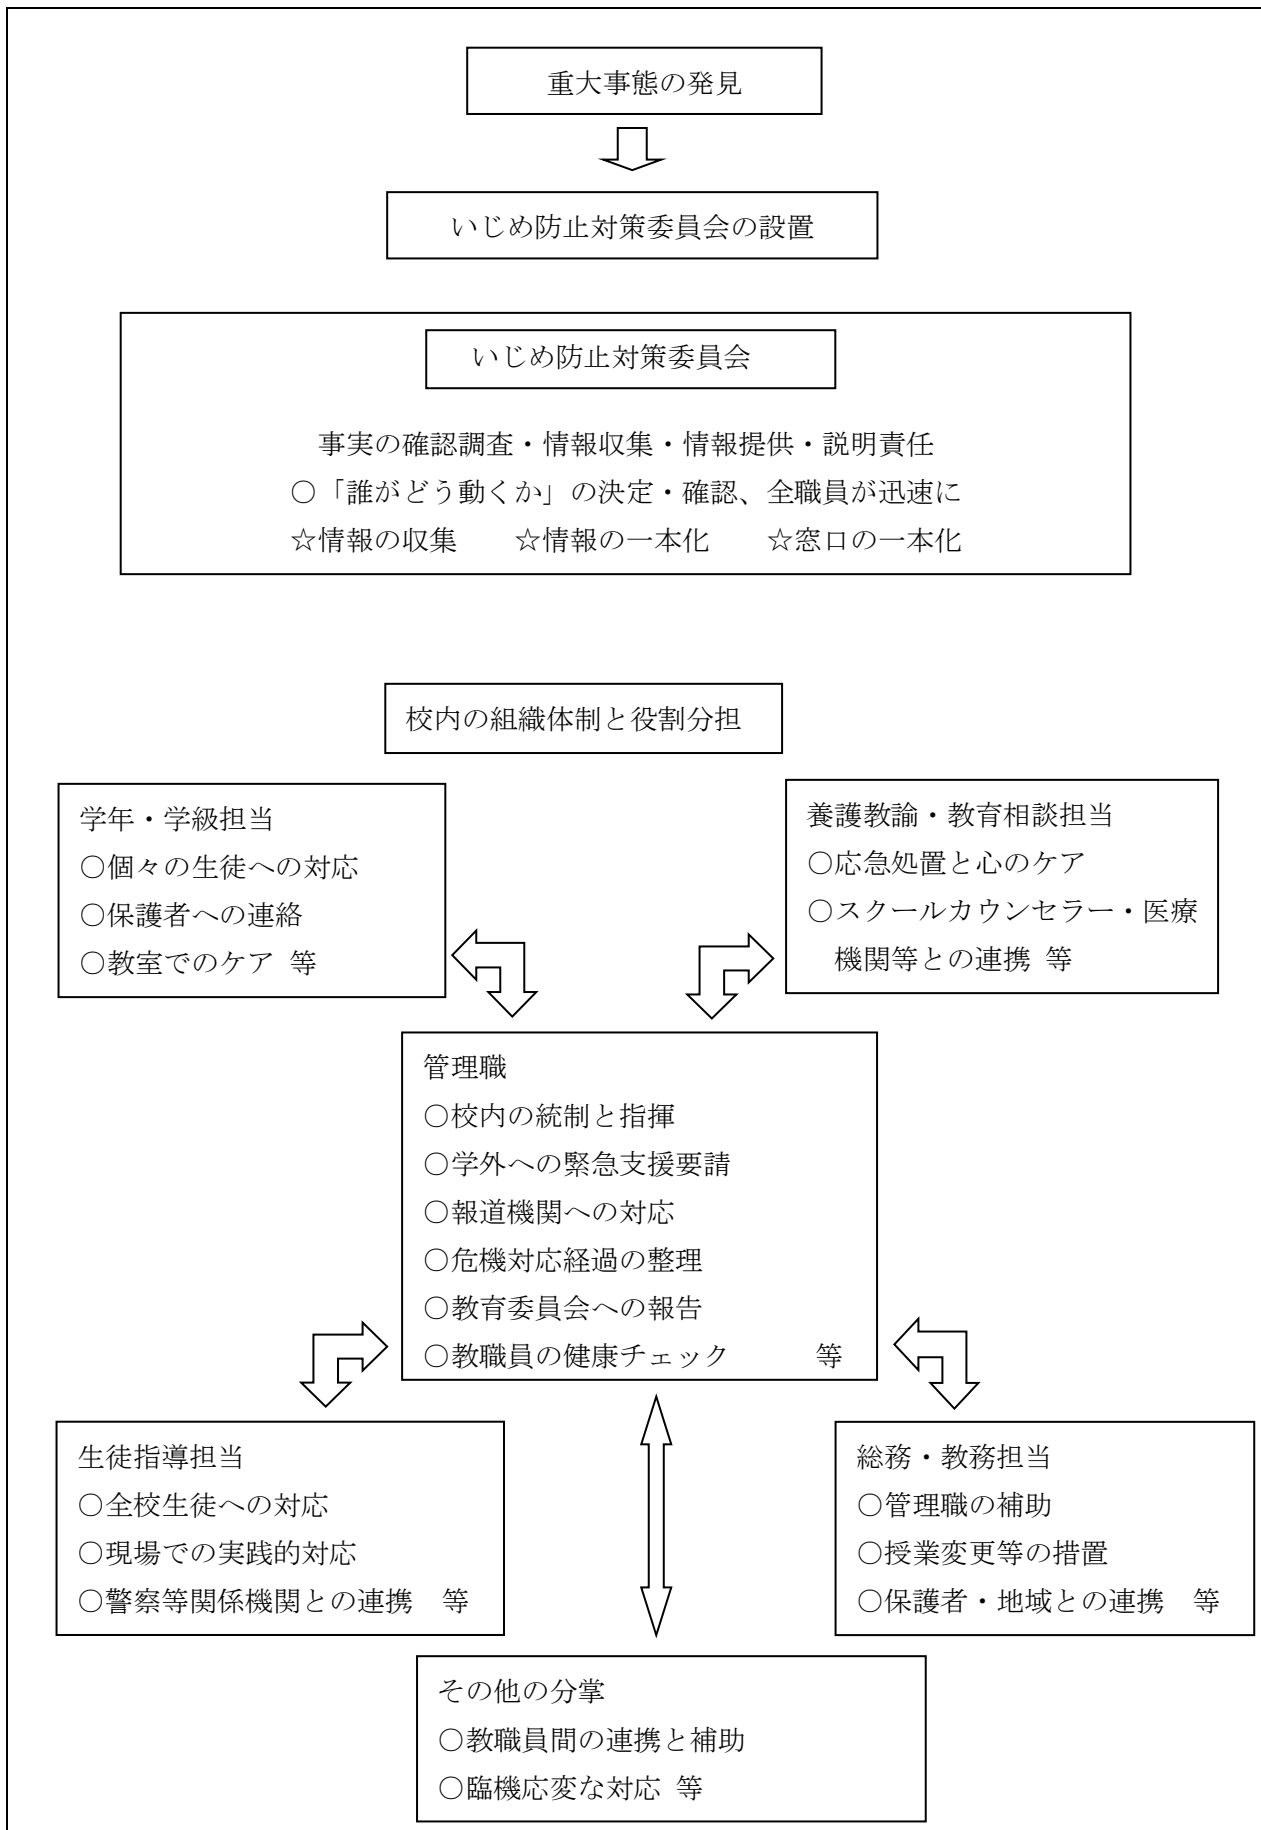 重大事態の発見
いじめ防止対策委員会の設置
いじめ防止対策委員会
事実の確認調査・情報収集・情報提供・説明責任
○「誰がどう動くか」の決定・確認、全職員が迅速に
☆情報の収集　　☆情報の一本化　　☆窓口の一本化
校内の組織体制と役割分担
学年・学級担当
○個々の生徒への対応
○保護者への連絡
○教室でのケア 等
養護教諭・教育相談担当
○応急処置と心のケア
○スクールカウンセラー・医療
機関等との連携 等
管理職
○校内の統制と指揮
○学外への緊急支援要請
○報道機関への対応
○危機対応経過の整理
○教育委員会への報告
○教職員の健康チェック　　　等
生徒指導担当
○全校生徒への対応
○現場での実践的対応
○警察等関係機関との連携　等
総務・教務担当
○管理職の補助
○授業変更等の措置
○保護者・地域との連携　等
その他の分掌
○教職員間の連携と補助
○臨機応変な対応 等